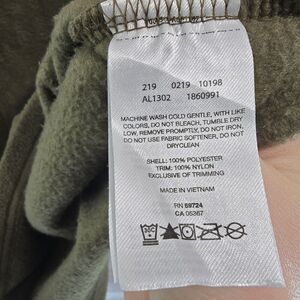 219 0219 10198
AL1302 1860991
MACHINE WASH COLD GENTLE, WITH LIKE
COLORS, DO NOT BLEACH, TUMBLE DRY
LOW, REMOVE PROMPTLY, DO NOT IRON,
DO NOT USE FABRIC SOFTENER, DO NOT
DRYCLEAN
SHELL: 100% POLYESTER
TRIM: 100% NYLON
EXCLUSIVE OF TRIMMING
MADE IN VIETNAM
RN 89724
CA 05367